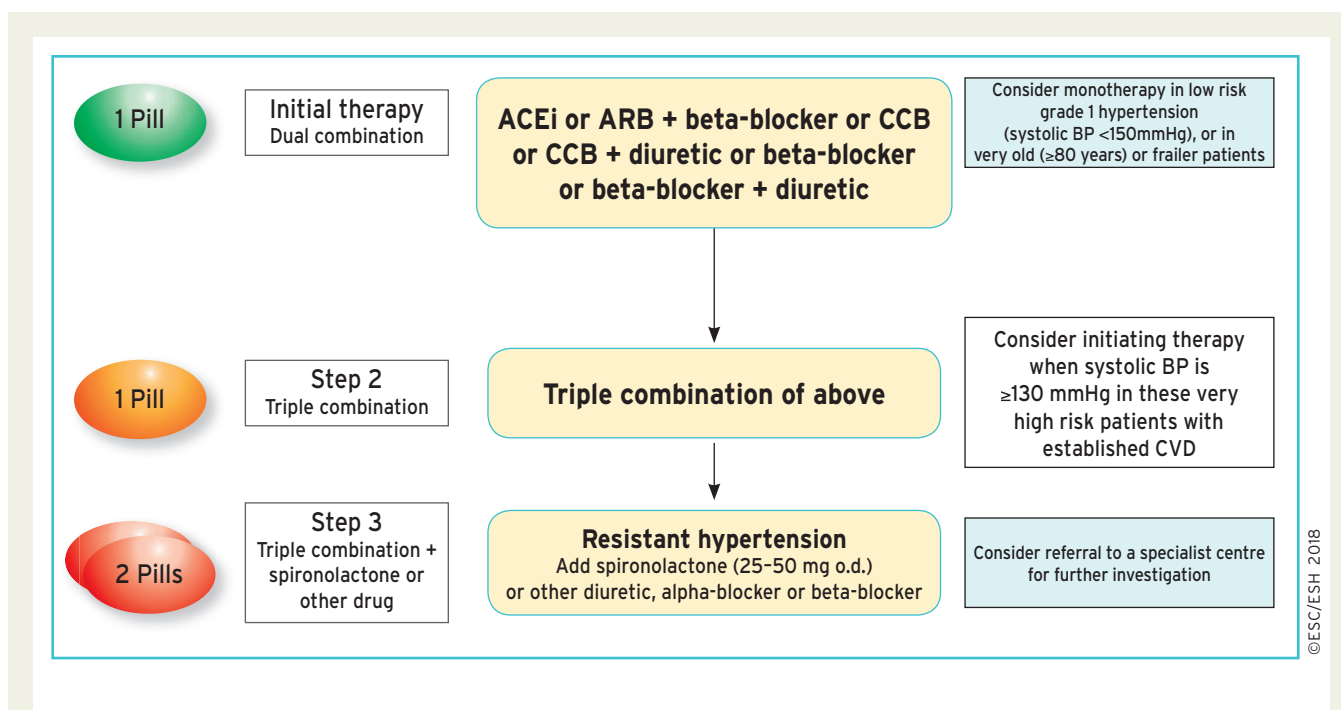 1 Pill
Initial therapy
Dual combination
ACEi or ARB + beta-blocker or CCB
or CCB + diuretic or beta-blocker
or beta-blocker + diuretic
Consider monotherapy in low risk
grade 1 hypertension
(systolic BP <150mmHg), or in
very old (≥80 years) or frailer patients
1 Pill
Step 2
Triple combination
Triple combination of above
Consider initiating therapy
when systolic BP is
≥130 mmHg in these very
high risk patients with
established CVD
2 Pills
Step 3
Triple combination +
spironolactone or
other drug
Resistant hypertension
Add spironolactone (25–50 mg o.d.)
or other diuretic, alpha-blocker or beta-blocker
Consider referral to a specialist centre
for further investigation
©ESC/ESH 2018